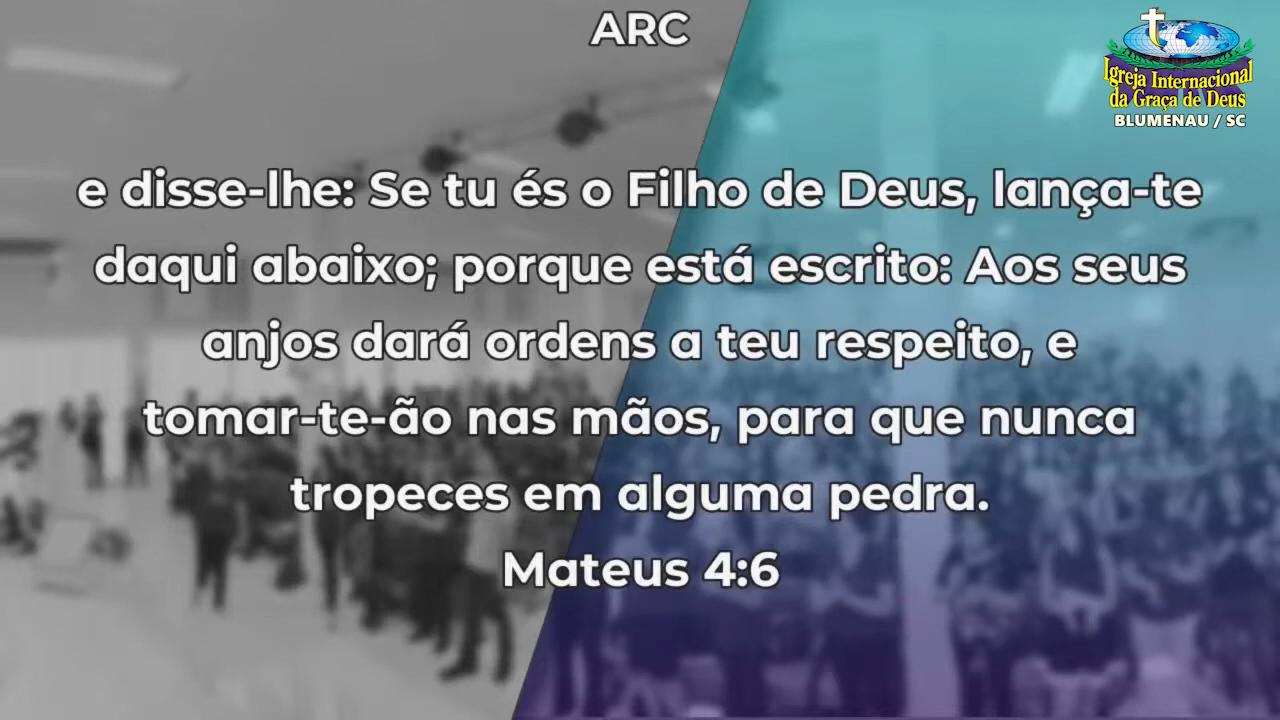 ARC
Igreja Internacional
da Graça de Deus
BLUMENAU / SC
e disse-lhe: Se tu és o Filho de Deus, lança-te
daqui abaixo; porque está escrito: Aos seus
anjos dará ordens a teu respeito, e
tomar-te-ão nas mãos, para que nunca
tropeces em alguma pedra.
Mateus 4:6